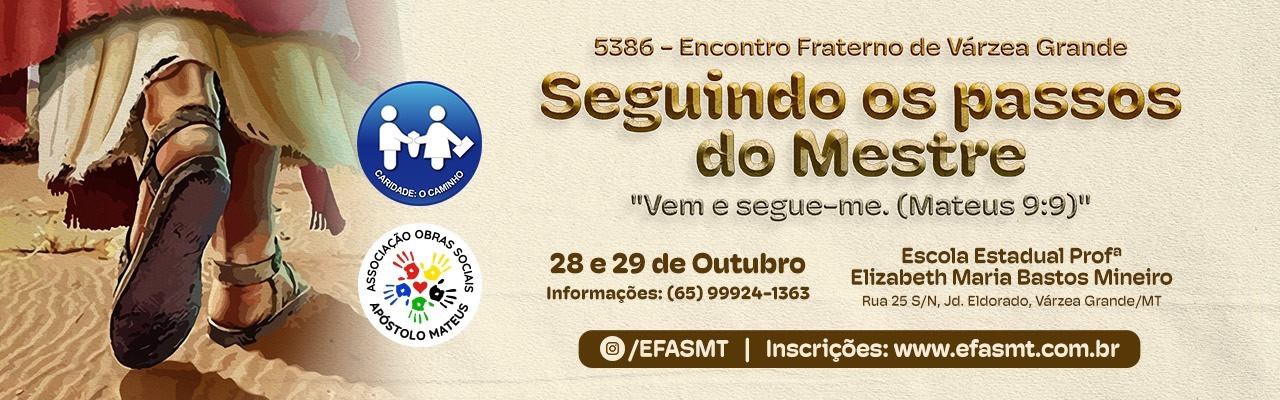 5386 - Encontro Fraterno de Várzea Grande
Seguindo os passos
do Mestre
"Vem e segue-me. (Mateus 9:9)"
28 e 29 de Outubro
Informações: (65) 99924-1363
Escola Estadual Profª
Elizabeth Maria Bastos Mineiro
Rua 25 S/N, Jd. Eldorado, Várzea Grande/MT
/EFASMT | Inscrições: www.efasmt.com.br
CARIDADE: O CAMINHO
ASSOCIAÇÃO OBRAS SOCIAIS
APÓSTOLO MATEUS